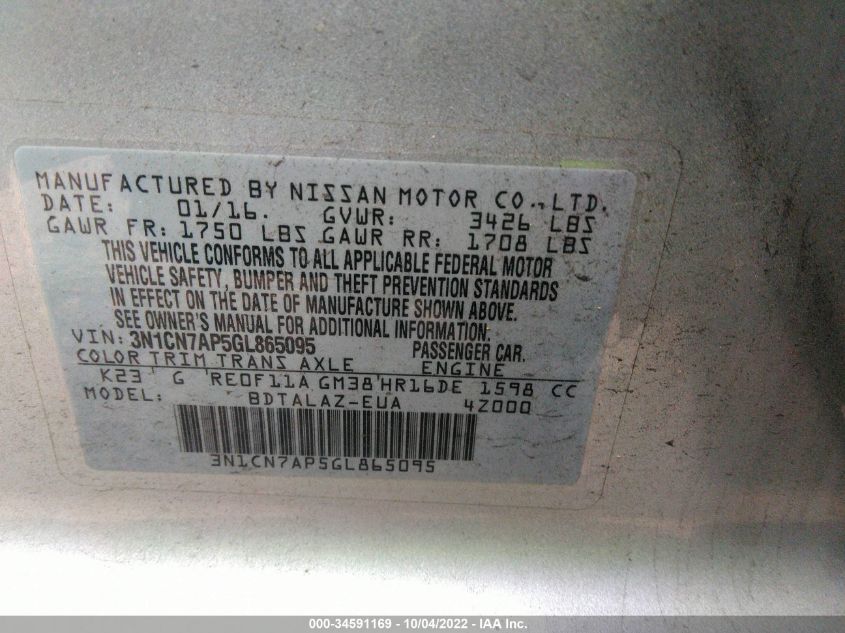 MANUFACTURED BY NISSAN MOTOR CO., LTD.
DATE: 01/16. GVWR: 3426 LBS
GAWR FR: 1750 LBS GAWR RR: 1708 LBS
THIS VEHICLE CONFORMS TO ALL APPLICABLE FEDERAL MOTOR
VEHICLE SAFETY, BUMPER AND THEFT PREVENTION STANDARDS
IN EFFECT ON THE DATE OF MANUFACTURE SHOWN ABOVE.
SEE OWNER'S MANUAL FOR ADDITIONAL INFORMATION.
VIN: 3N1CN7AP5GL865095 PASSENGER CAR.
COLOR TRIM TRANS AXLE ENGINE
K23 G RE0F11A GM38 HR16DE 1598 CC
MODEL: BDTALAZ-EUA 4Z000
3N1CN7AP5GL865095
000-34591169 - 10/04/2022 - IAA Inc.